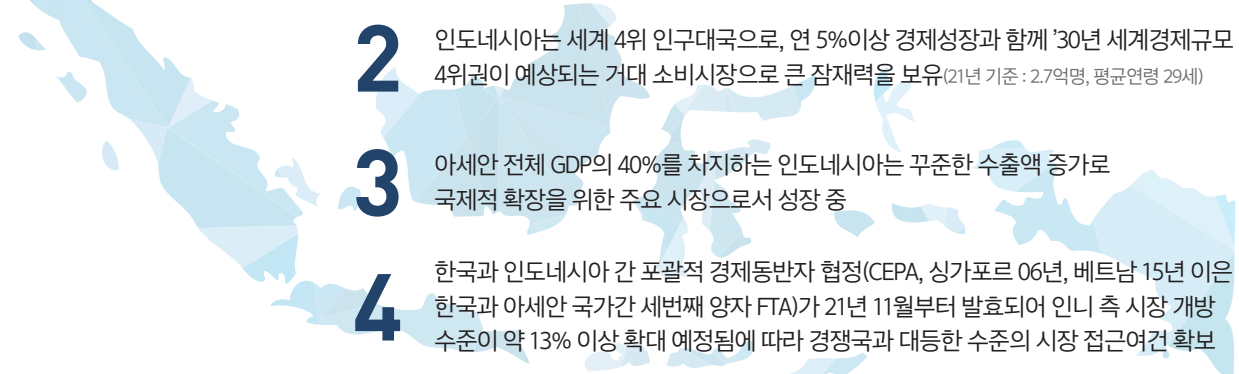 2
인도네시아는 세계 4위 인구대국으로, 연 5%이상 경제성장과 함께 ’30년 세계경제규모
4위권이 예상되는 거대 소비시장으로 큰 잠재력을 보유(21년 기준 : 2.7억명, 평균연령 29세)
3
아세안 전체 GDP의 40%를 차지하는 인도네시아는 꾸준한 수출액 증가로
국제적 확장을 위한 주요 시장으로서 성장 중
4
한국과 인도네시아 간 포괄적 경제동반자 협정(CEPA, 싱가포르 06년, 베트남 15년 이은
한국과 아세안 국가간 세번째 양자 FTA)가 21년 11월부터 발효되어 인니 측 시장 개방
수준이 약 13% 이상 확대 예정됨에 따라 경쟁국과 대등한 수준의 시장 접근여건 확보